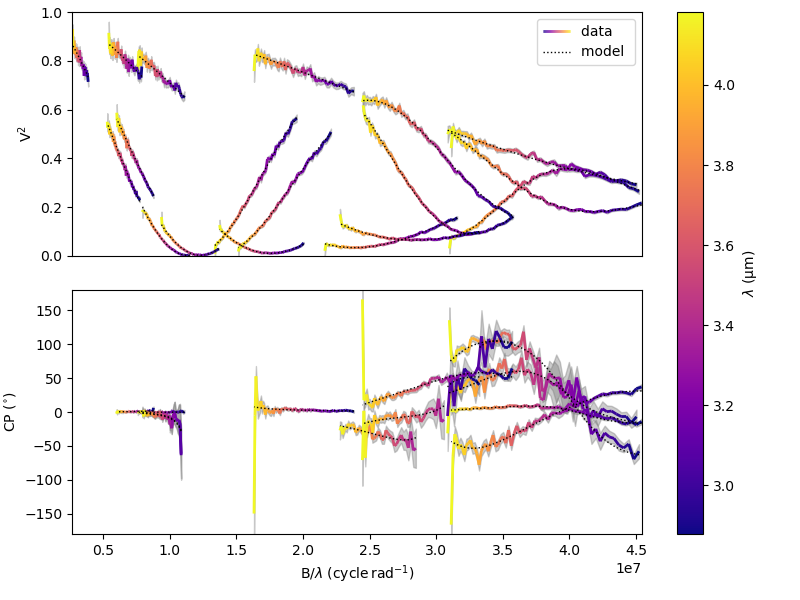 1.0
0.8
0.6
0.4
0.2
0.0
V²
data
model
150
100
50
0
−50
−100
−150
CP (°)
0.5 1.0 1.5 2.0 2.5 3.0 3.5 4.0 4.5
1e7
B/λ (cycle rad⁻¹)
4.0
3.8
3.6
3.4
3.2
3.0
λ (μm)